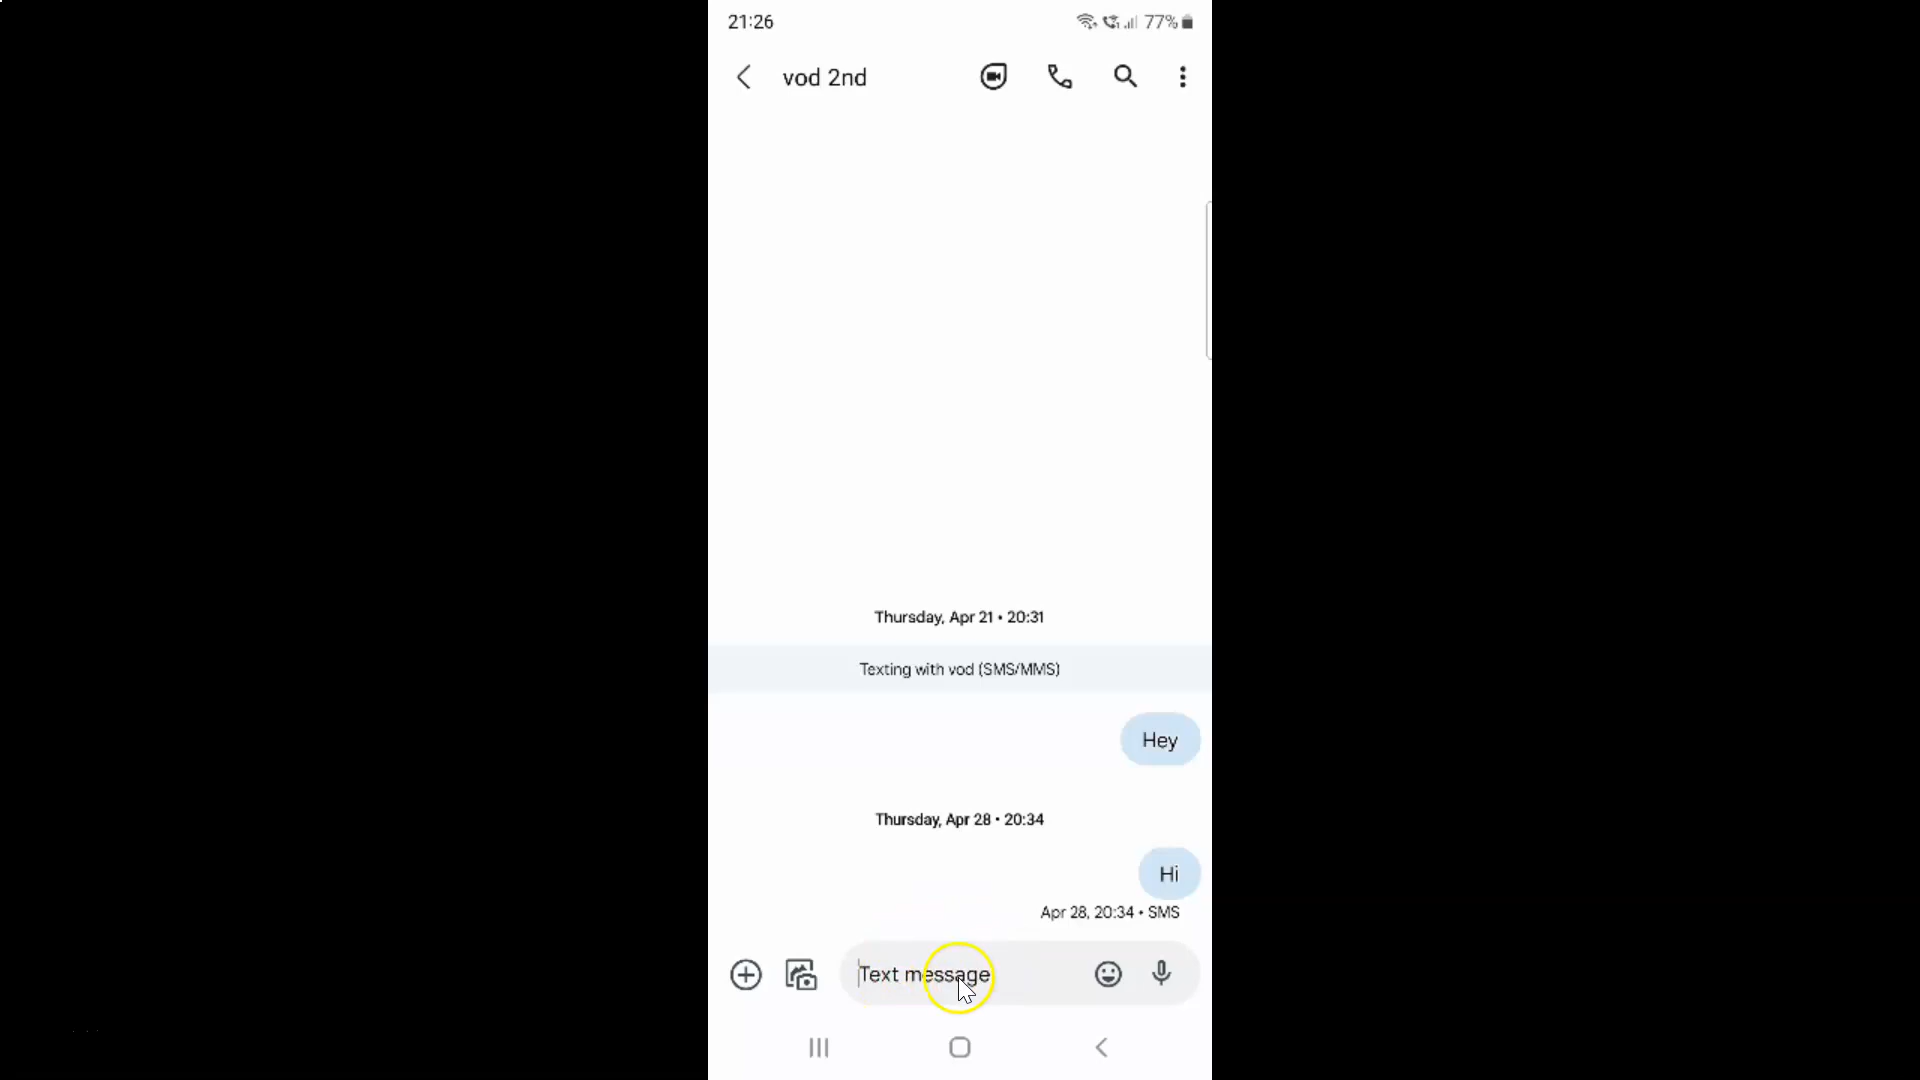 21:26
77%
vod 2nd
Thursday, Apr 21 • 20:31
Texting with vod (SMS/MMS)
Hey
Thursday, Apr 28 • 20:34
Hi
Apr 28, 20:34 • SMS
Text message